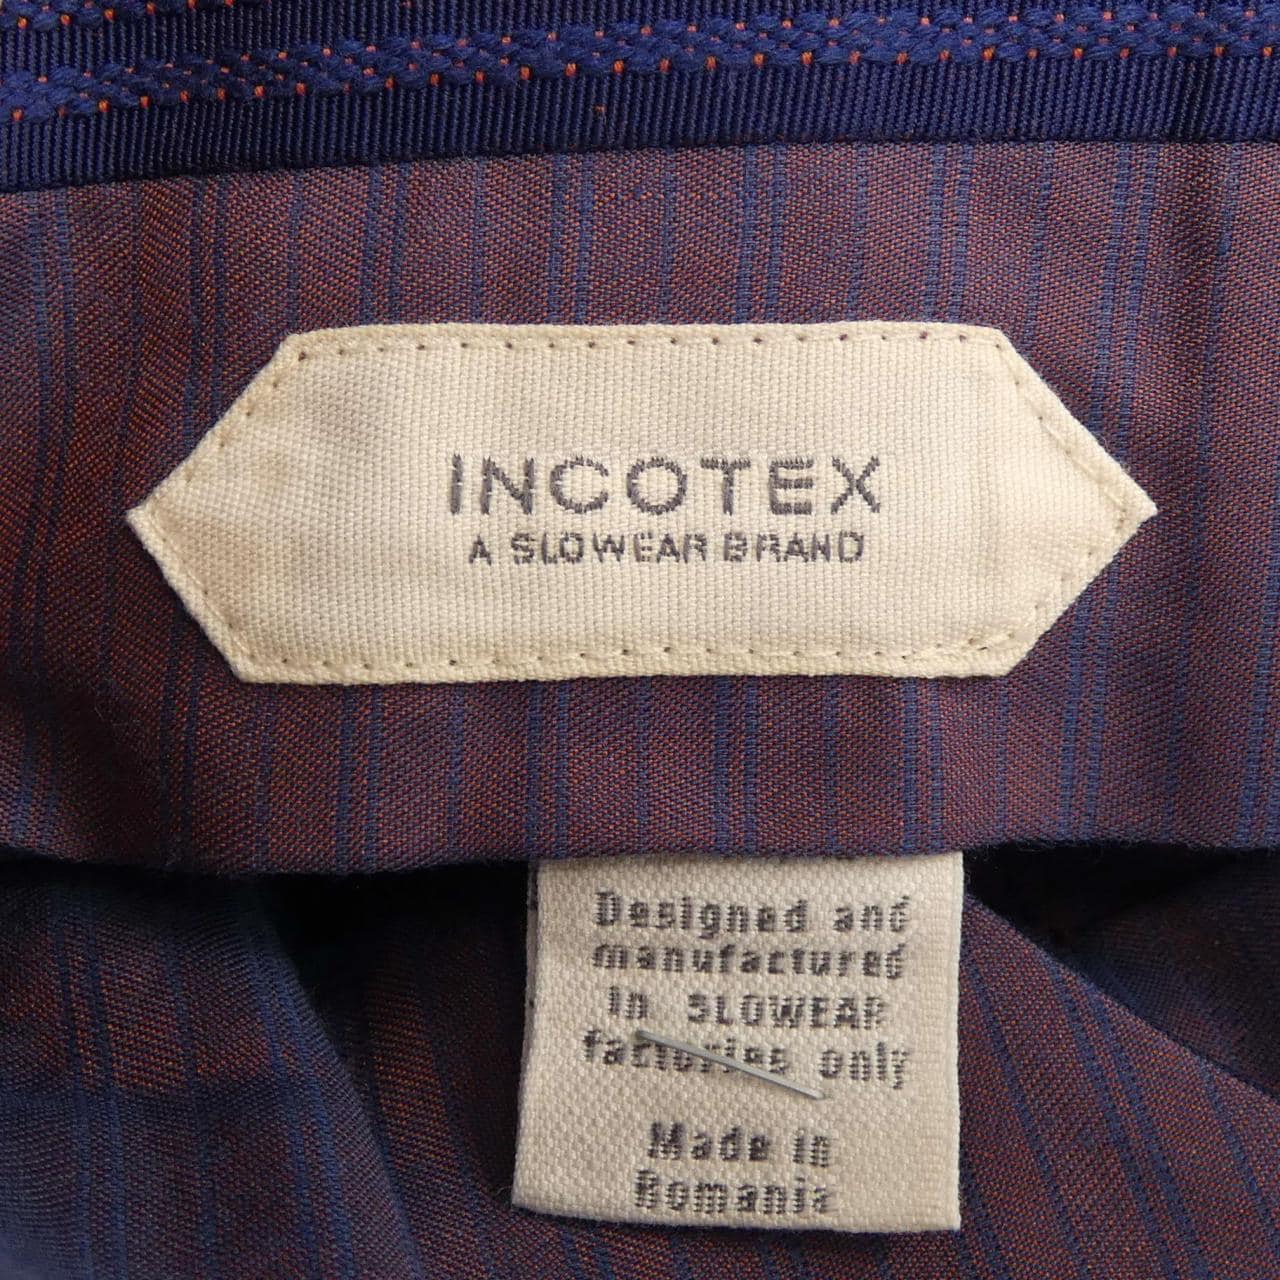 INCOTEX
A SLOWEAR BRAND
Designed and
manufactured
in SLOWEAR
factories only
Made in
Romania